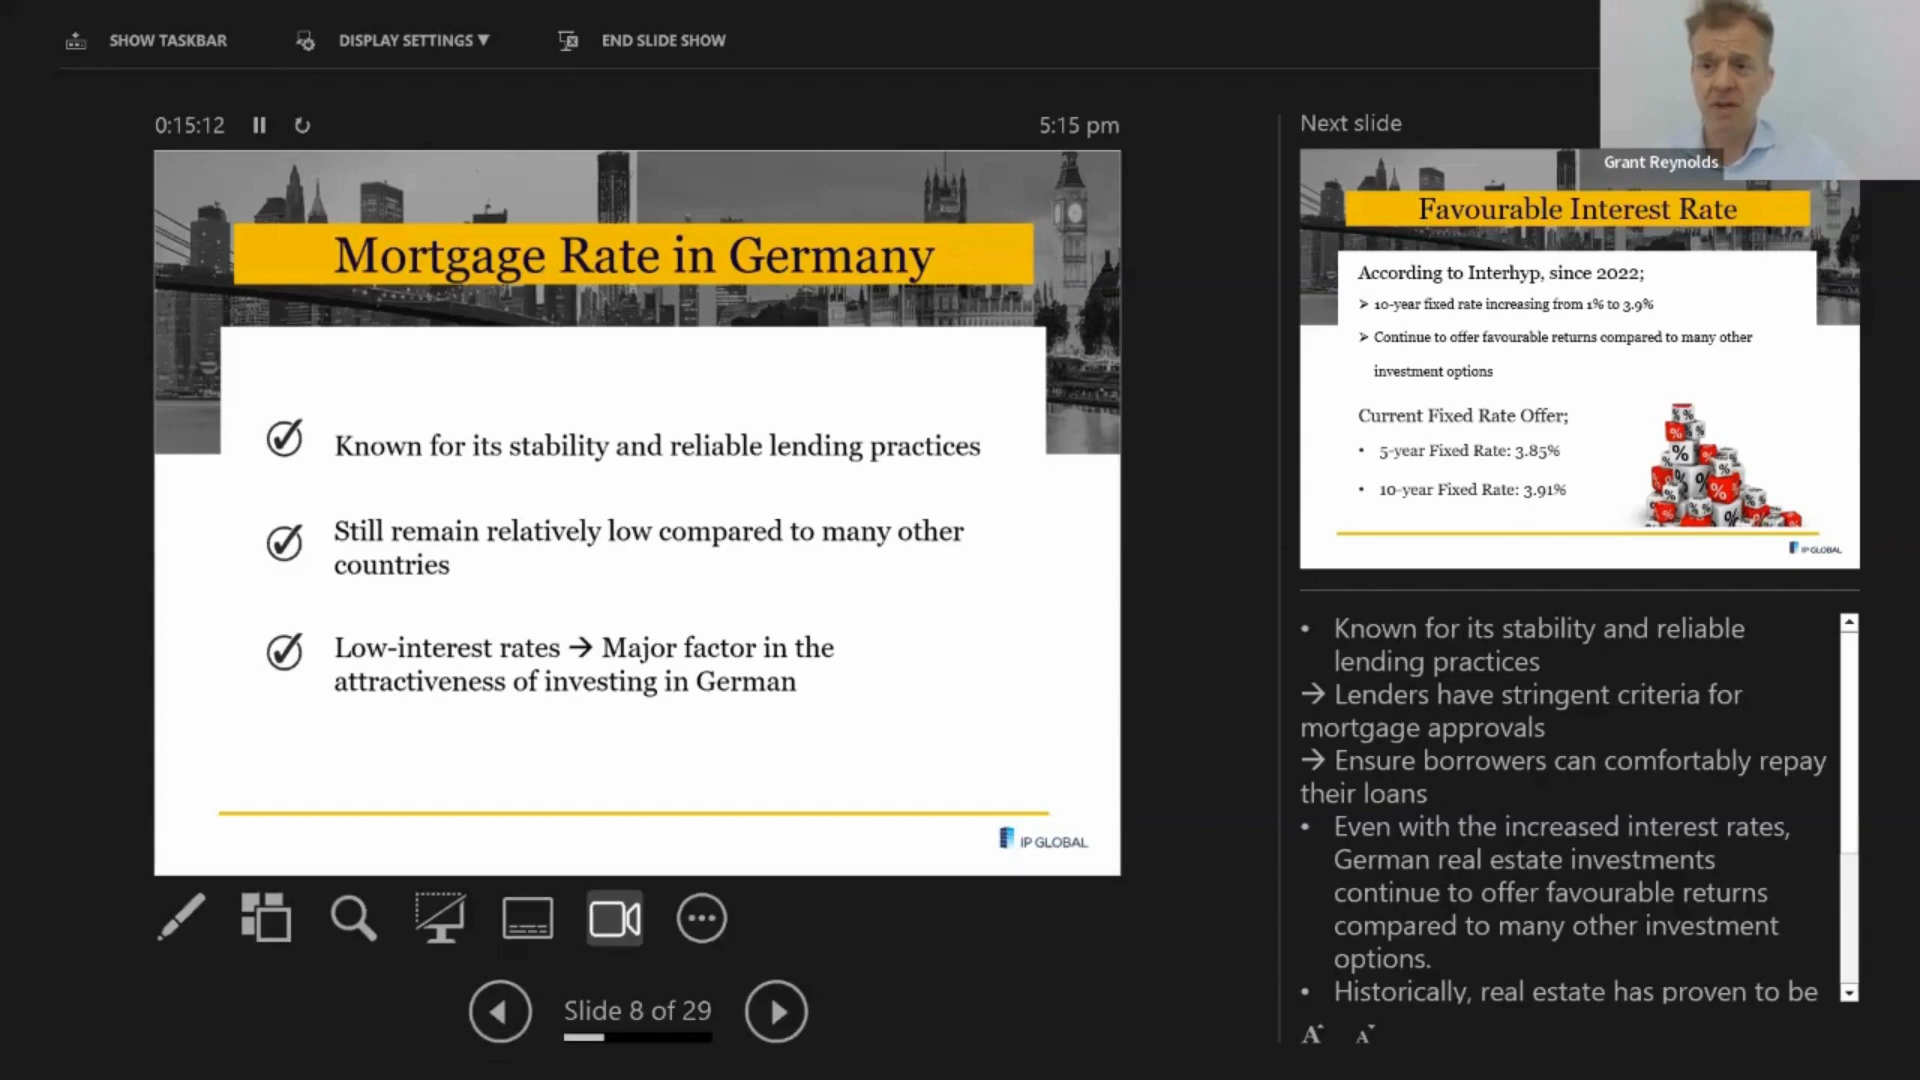 SHOW TASKBAR
DISPLAY SETTINGS ▼
END SLIDE SHOW
0:15:12
5:15 pm
Mortgage Rate in Germany
Known for its stability and reliable lending practices
Still remain relatively low compared to many other
countries
Low-interest rates → Major factor in the
attractiveness of investing in German
IP GLOBAL
Slide 8 of 29
Next slide
Grant Reynolds
Favourable Interest Rate
According to Interhyp, since 2022;
➢ 10-year fixed rate increasing from 1% to 3.9%
➢ Continue to offer favourable returns compared to many other
investment options
Current Fixed Rate Offer;
• 5-year Fixed Rate: 3.85%
• 10-year Fixed Rate: 3.91%
IP GLOBAL
• Known for its stability and reliable
lending practices
→ Lenders have stringent criteria for
mortgage approvals
→ Ensure borrowers can comfortably repay
their loans
• Even with the increased interest rates,
German real estate investments
continue to offer favourable returns
compared to many other investment
options.
• Historically, real estate has proven to be
A A